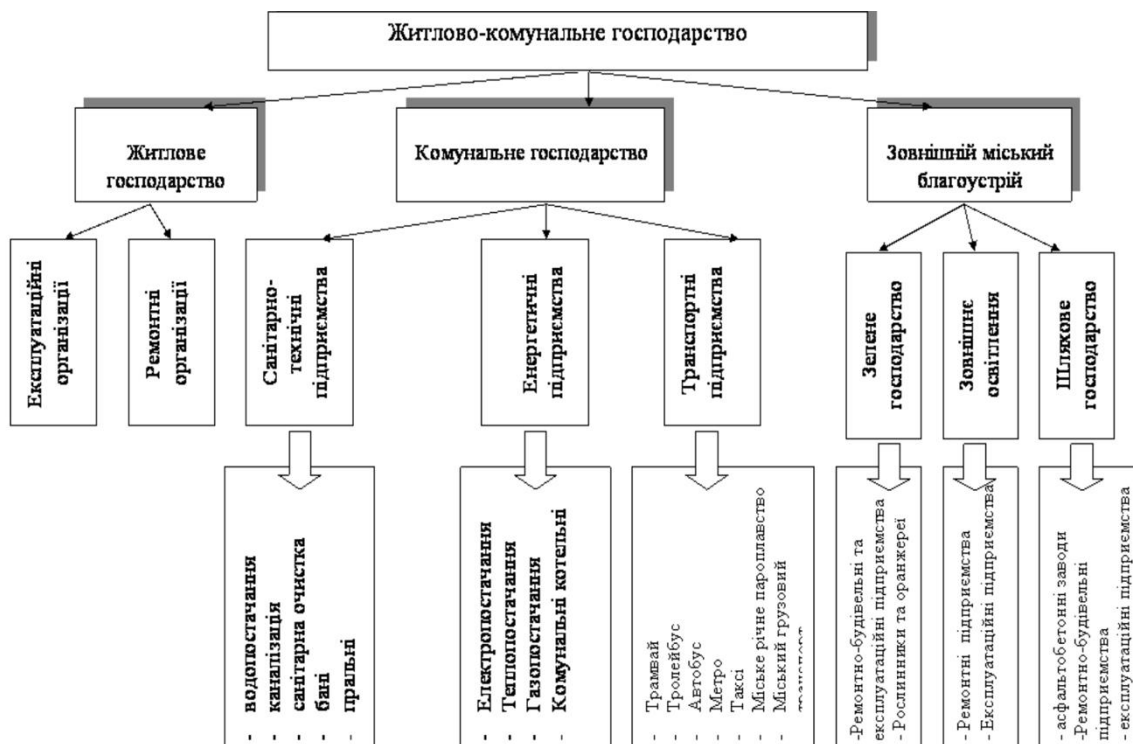 Житлово-комунальне господарство
Житлове
господарство
Комунальне господарство
Зовнішній міський
благоустрій
Експлуатаційні
організації
Ремонтні
організації
Санітарно-
технічні
підприємства
Енергетичні
підприємства
Транспортні
підприємства
Зелене
господарство
Зовнішнє
освітлення
Шляхове
господарство
- водопостачання
- каналізація
- санітарна очистка
- бані
- пральні
- Електропостачання
- Теплопостачання
- Газопостачання
- Комунальні котельні
- Трамвай
- Тролейбус
- Автобус
- Метро
- Таксі
- Міське річне пароплавство
- Міський грузовий
-Ремонтно-будівельні та
експлуатаційні підприємства
- Рослинники та оранжереї
- Ремонтні підприємства
- Експлуатаційні підприємства
- асфальтобетонні заводи
-Ремонтно-будівельні
підприємства
- експлуатаційні підприємства